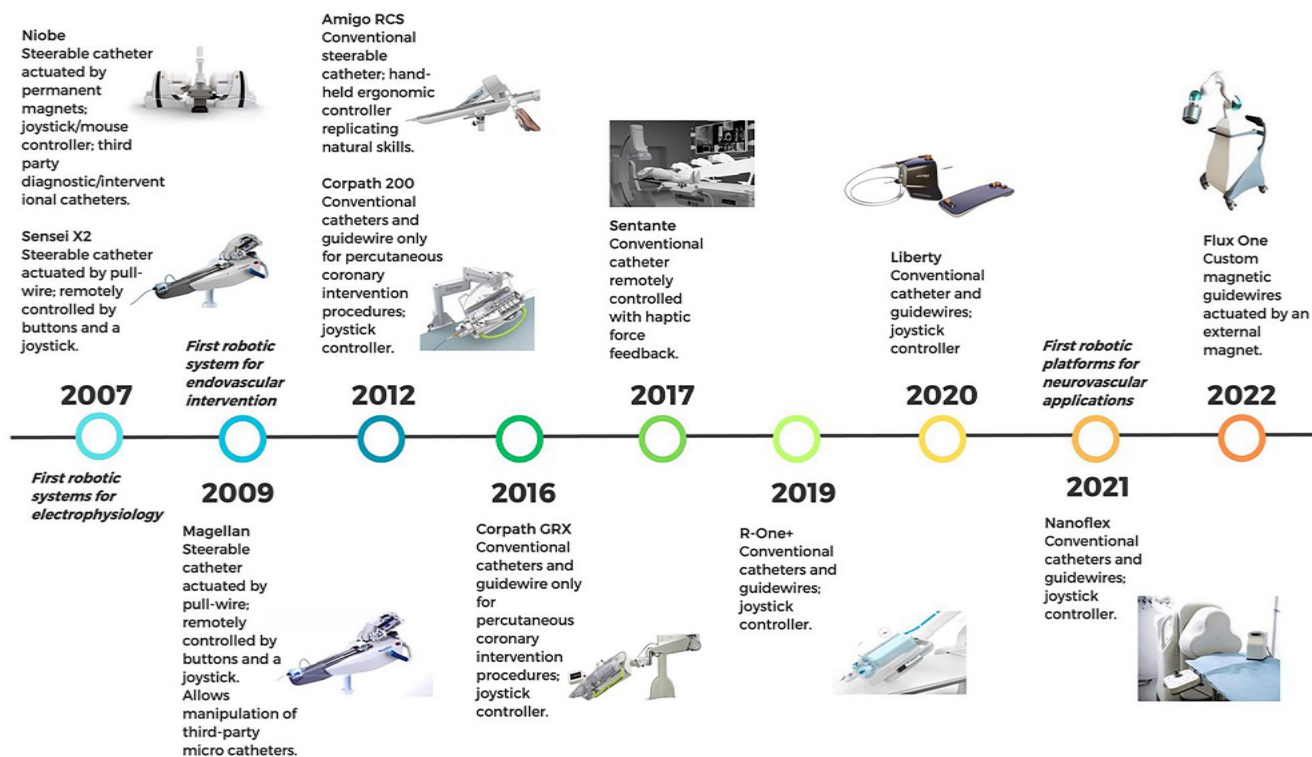 Niobe
Steerable catheter
actuated by
permanent
magnets;
joystick/mouse
controller; third
party
diagnostic/intervent
ional catheters.
Sensei X2
Steerable catheter
actuated by pull-
wire; remotely
controlled by
buttons and a
joystick.
2007
First robotic
systems for
electrophysiology
First robotic
system for
endovascular
intervention
2009
Magellan
Steerable
catheter
actuated by
pull-wire;
remotely
controlled by
buttons and a
joystick.
Allows
manipulation of
third-party
micro catheters.
Amigo RCS
Conventional
steerable
catheter; hand-
held ergonomic
controller
replicating
natural skills.
Corpath 200
Conventional
catheters and
guidewire only
for percutaneous
coronary
intervention
procedures;
joystick
controller.
2012
2016
Corpath GRX
Conventional
catheters and
guidewire only
for
percutaneous
coronary
intervention
procedures;
joystick
controller.
Sentante
Conventional
catheter
remotely
controlled
with haptic
force
feedback.
2017
2019
R-One+
Conventional
catheters and
guidewires;
joystick
controller.
Liberty
Conventional
catheter and
guidewires;
joystick
controller
2020
First robotic
platforms for
neurovascular
applications
2021
Nanoflex
Conventional
catheters and
guidewires;
joystick
controller.
Flux One
Custom
magnetic
guidewires
actuated by an
external
magnet.
2022